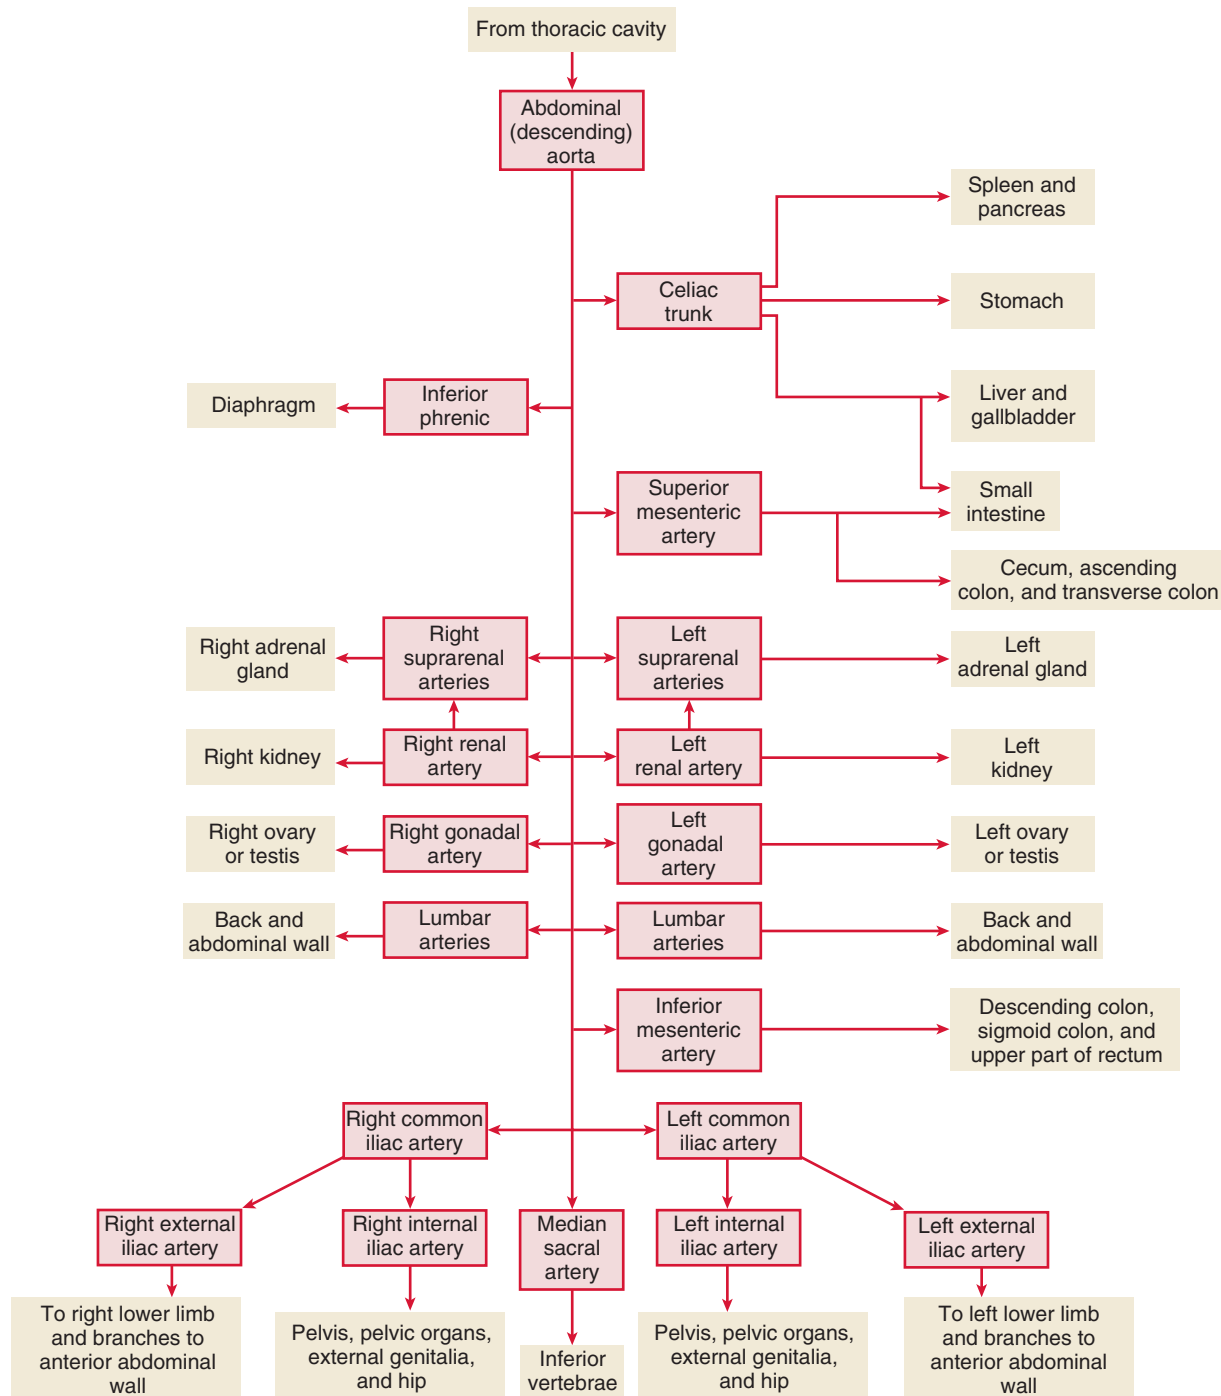 From thoracic cavity
Abdominal
(descending)
aorta
Spleen and
pancreas
Celiac
trunk
Stomach
Diaphragm
Inferior
phrenic
Liver and
gallbladder
Superior
mesenteric
artery
Small
intestine
Cecum, ascending
colon, and transverse colon
Right adrenal
gland
Right
suprarenal
arteries
Left
suprarenal
arteries
Left
adrenal gland
Right kidney
Right renal
artery
Left
renal artery
Left
kidney
Right ovary
or testis
Right gonadal
artery
Left
gonadal
artery
Left ovary
or testis
Back and
abdominal wall
Lumbar
arteries
Lumbar
arteries
Back and
abdominal wall
Inferior
mesenteric
artery
Descending colon,
sigmoid colon, and
upper part of rectum
Right common
iliac artery
Left common
iliac artery
Right external
iliac artery
Right internal
iliac artery
Median
sacral
artery
Left internal
iliac artery
Left external
iliac artery
To right lower limb
and branches to
anterior abdominal
wall
Pelvis, pelvic organs,
external genitalia,
and hip
Inferior
vertebrae
Pelvis, pelvic organs,
external genitalia,
and hip
To left lower limb
and branches to
anterior abdominal
wall